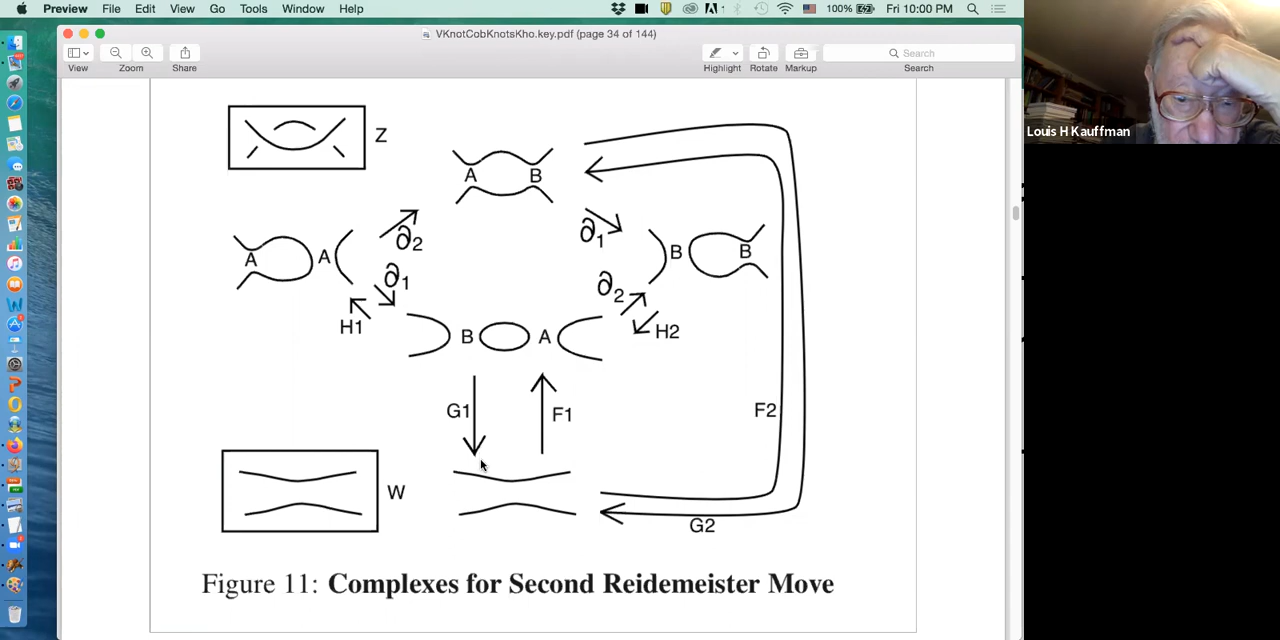 Preview File Edit View Go Tools Window Help 100% Fri 10:00 PM
VKnotCobKnotsKho.key.pdf (page 34 of 144)
View Zoom Share Highlight Rotate Markup Search
Search
Louis H Kauffman
Z
A B
∂2
∂1
A A
B B
∂1
∂2
H1
H2
B A
G1 F1
F2
W
G2
Figure 11: Complexes for Second Reidemeister Move